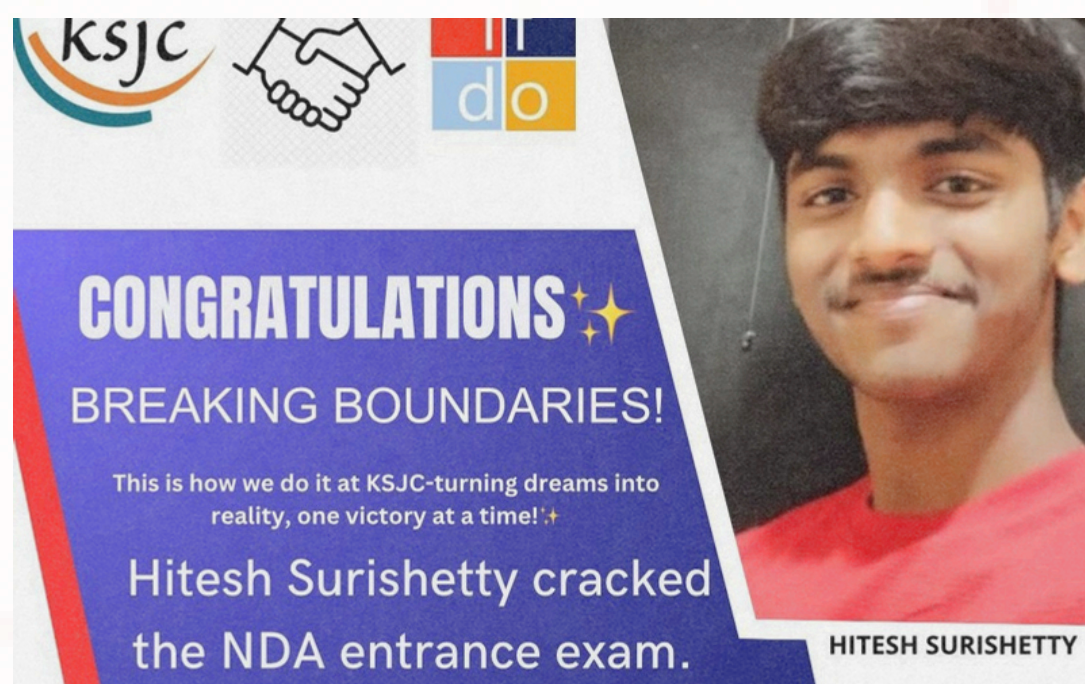 ksjc
do
CONGRATULATIONS✨
BREAKING BOUNDARIES!
This is how we do it at KSJC-turning dreams into
reality, one victory at a time!✨
Hitesh Surishetty cracked
the NDA entrance exam.
HITESH SURISHETTY